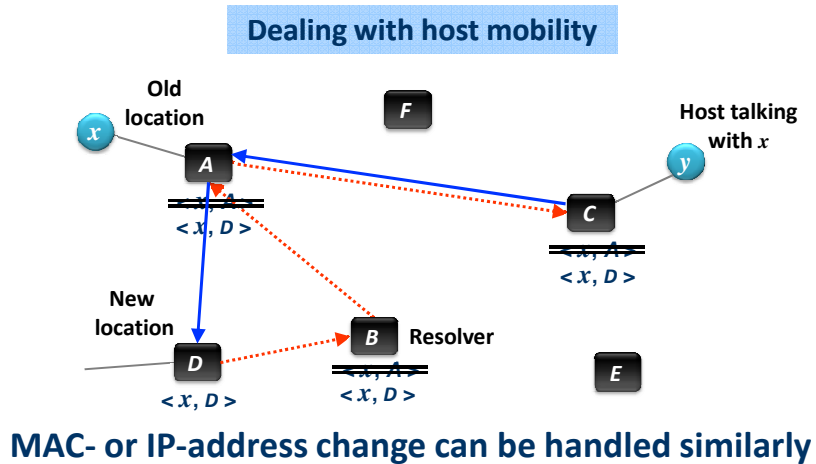 Dealing with host mobility
Old
location
x
A
< x, A >
< x, D >
F
Host talking
with x
y
C
< x, A >
< x, D >
New
location
D
< x, D >
B
Resolver
< x, A >
< x, D >
E
MAC- or IP-address change can be handled similarly